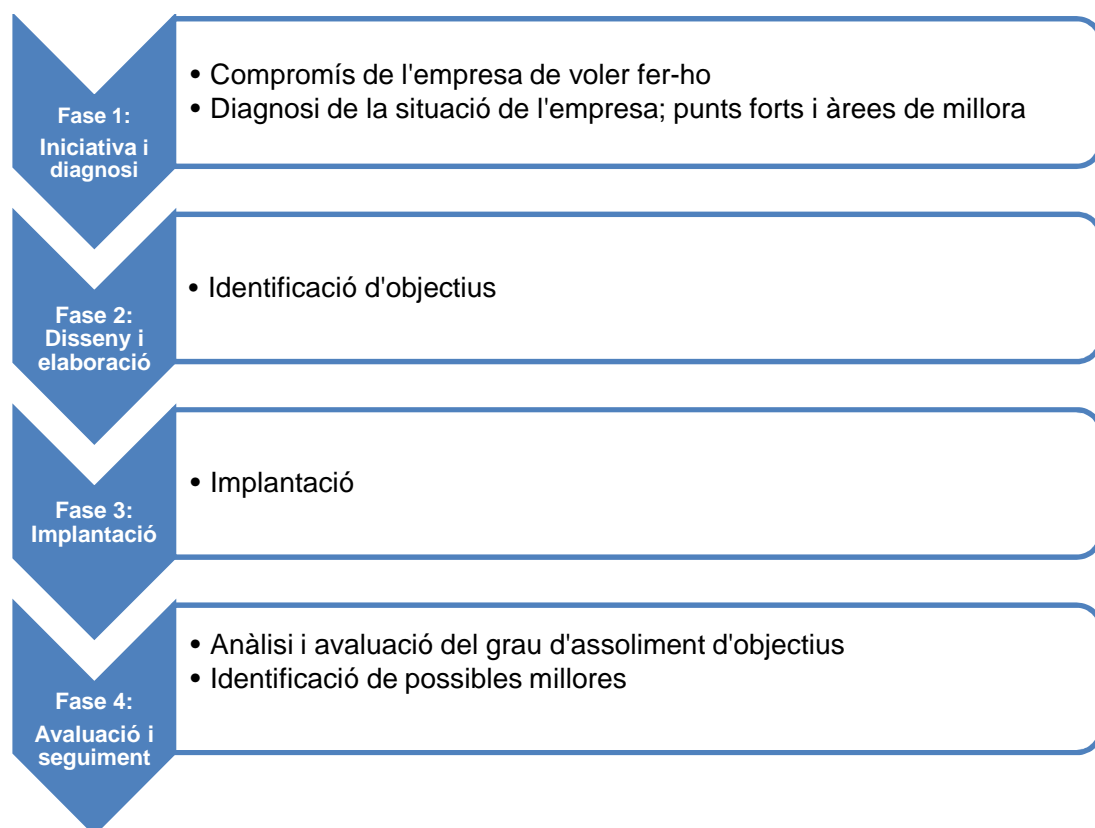 Fase 1:
Iniciativa i
diagnosi
• Compromís de l'empresa de voler fer-ho
• Diagnosi de la situació de l'empresa; punts forts i àrees de millora
Fase 2:
Disseny i
elaboració
• Identificació d'objectius
Fase 3:
Implantació
• Implantació
Fase 4:
Avaluació i
seguiment
• Anàlisi i avaluació del grau d'assoliment d'objectius
• Identificació de possibles millores